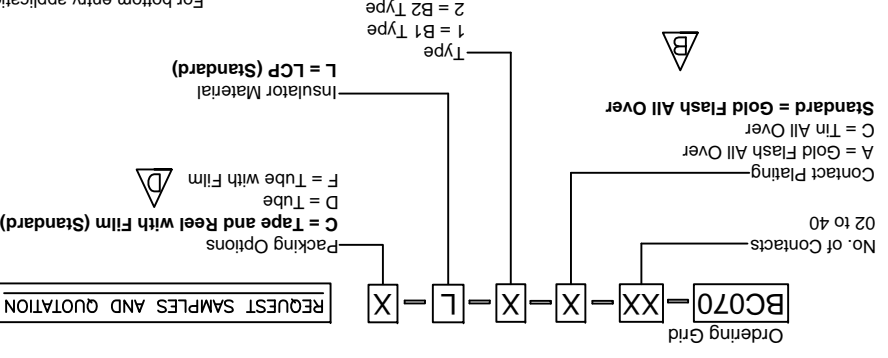 Ordering Grid
BC070 - XX - X - X - L - X
REQUEST SAMPLES AND QUOTATION
No. of Contacts
02 to 40
Contact Plating
A = Gold Flash All Over
C = Tin All Over
Standard = Gold Flash All Over
B
Packing Options
C = Tape and Reel with Film (Standard)
D = Tube
F = Tube with Film
D
Insulator Material
L = LCP (Standard)
Type
1 = B1 Type
2 = B2 Type
For bottom entry